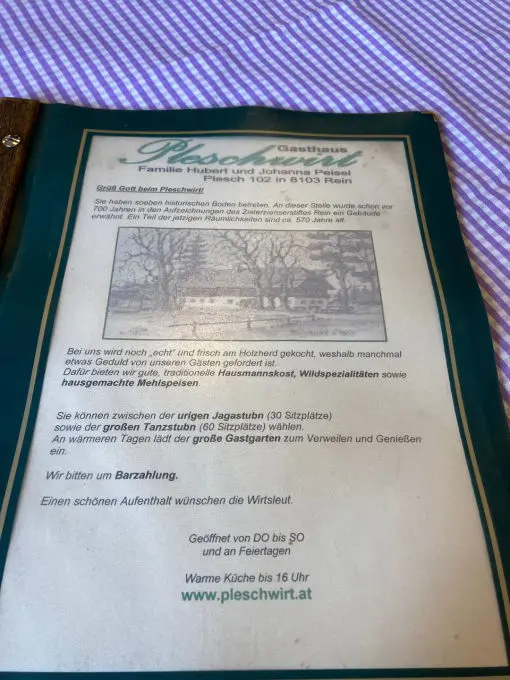 Gasthaus
Pleschwirt
Familie Hubert und Johanna Peisel
Plesch 102 in 8103 Rein
Grüß Gott beim Pleschwirt!
Sie haben soeben historischen Boden betreten. An dieser Stelle wurde schon vor
700 Jahren in den Aufzeichnungen des Zisterzienserstiftes Rein ein Gebäude
erwähnt. Ein Teil der jetzigen Räumlichkeiten sind ca. 570 Jahre alt.
Bei uns wird noch „echt" und frisch am Holzherd gekocht, weshalb manchmal
etwas Geduld von unseren Gästen gefordert ist.
Dafür bieten wir gute, traditionelle Hausmannskost, Wildspezialitäten sowie
hausgemachte Mehlspeisen.
Sie können zwischen der urigen Jagastubn (30 Sitzplätze)
sowie der großen Tanzstubn (60 Sitzplätze) wählen.
An wärmeren Tagen lädt der große Gastgarten zum Verweilen und Genießen
ein.
Wir bitten um Barzahlung.
Einen schönen Aufenthalt wünschen die Wirtsleut.
Geöffnet von DO bis SO
und an Feiertagen
Warme Küche bis 16 Uhr
www.pleschwirt.at